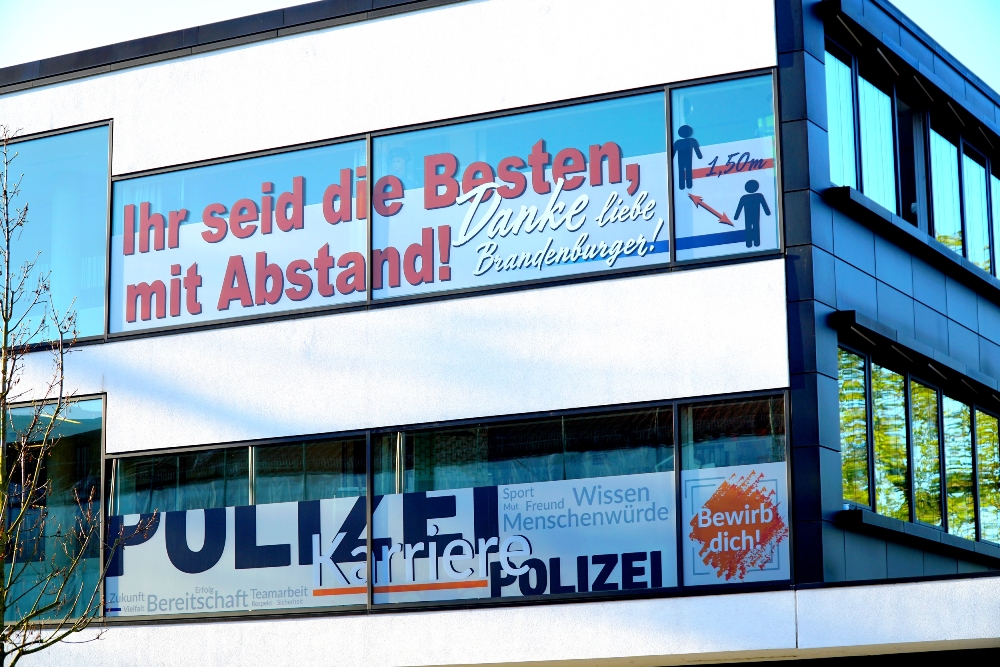 Ihr seid die Besten,
mit Abstand!
Danke liebe
Brandenburger!
1,50m
POLIZEI
Karriere
Sport
Mut Freund Wissen
Menschenwürde
POLIZEI
Zukunft Erfolg
Vielfalt Bereitschaft Teamarbeit
Respekt Sicherheit
Bewirb
dich!